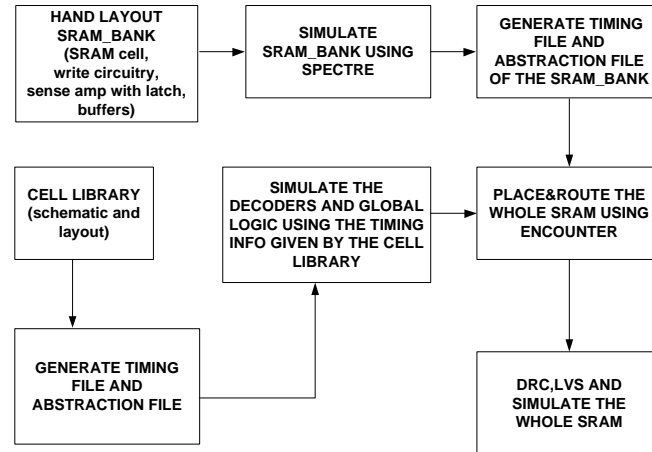 HAND LAYOUT
SRAM_BANK
(SRAM cell,
write circuitry,
sense amp with latch,
buffers)
SIMULATE
SRAM_BANK USING
SPECTRE
GENERATE TIMING
FILE AND
ABSTRACTION FILE
OF THE SRAM_BANK
CELL LIBRARY
(schematic and
layout)
SIMULATE THE
DECODERS AND GLOBAL
LOGIC USING THE TIMING
INFO GIVEN BY THE CELL
LIBRARY
PLACE&ROUTE THE
WHOLE SRAM USING
ENCOUNTER
GENERATE TIMING
FILE AND
ABSTRACTION FILE
DRC,LVS AND
SIMULATE THE
WHOLE SRAM